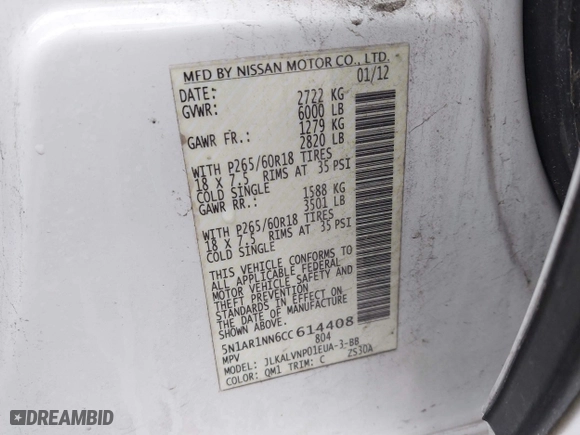 MFD BY NISSAN MOTOR CO., LTD.
DATE: 01/12
GVWR: 2722 KG
6000 LB
GAWR FR.: 1279 KG
2820 LB
WITH P265/60R18 TIRES
18 X 7.5 RIMS AT 35 PSI
COLD SINGLE
GAWR RR.: 1588 KG
3501 LB
WITH P265/60R18 TIRES
18 X 7.5 RIMS AT 35 PSI
COLD SINGLE
THIS VEHICLE CONFORMS TO
ALL APPLICABLE FEDERAL
MOTOR VEHICLE SAFETY AND
THEFT PREVENTION
STANDARDS IN EFFECT ON
THE DATE OF MANUFACTURE
SHOWN ABOVE.
5N1AR1NN6CC614408
MPV 804
MODEL: JLKALVNP01EUA-3-BB
COLOR: QM1 TRIM: C ZS30A
DREAMBID